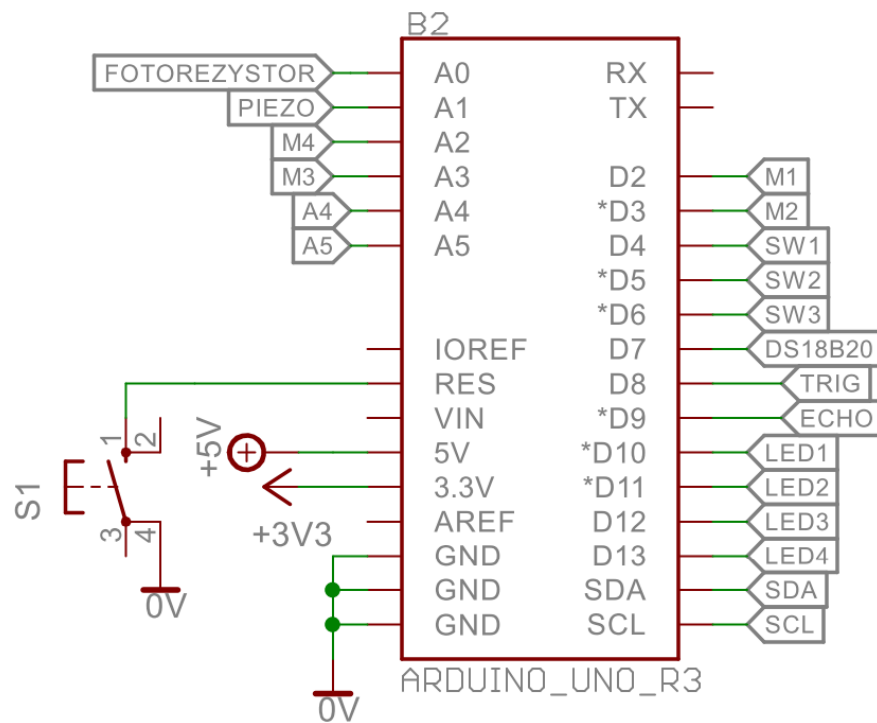 B2
FOTOREZYSTOR A0 RX
PIEZO A1 TX
M4 A2
M3 A3 D2 M1
A4 A4 *D3 M2
A5 A5 D4 SW1
*D5 SW2
*D6 SW3
IOREF D7 DS18B20
RES D8 TRIG
VIN *D9 ECHO
1 2
+5V 5V *D10 LED1
S1
3.3V *D11 LED2
+3V3 AREF D12 LED3
3 4
GND D13 LED4
GND SDA SDA
0V
GND SCL SCL
ARDUINO_UNO_R3
0V